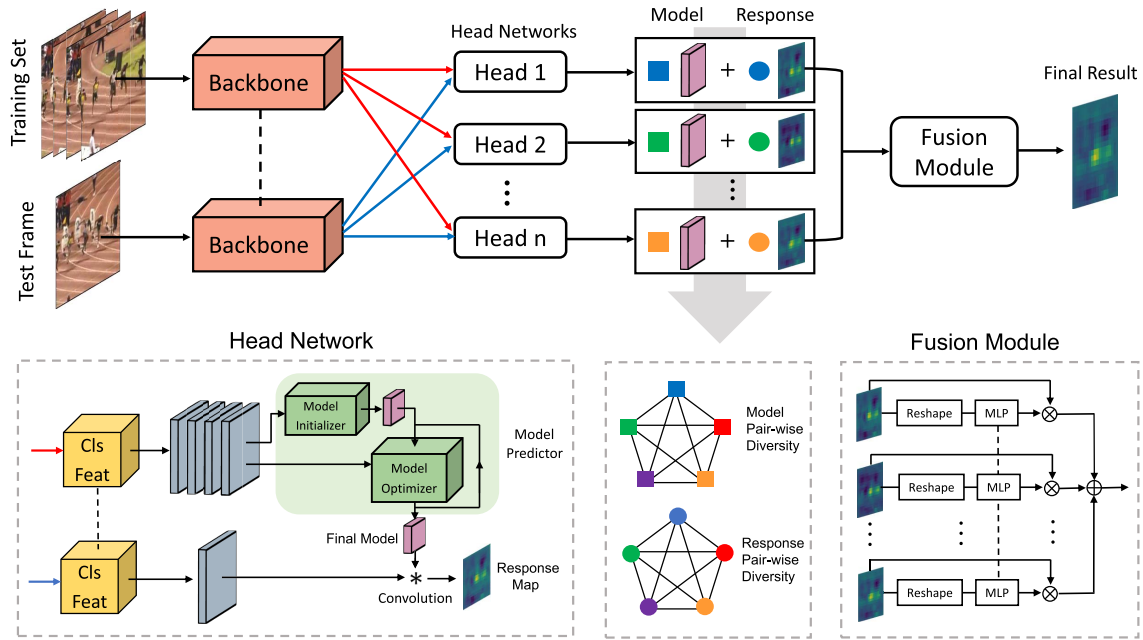 Training Set
Test Frame
Backbone
Backbone
Head Networks
Head 1
Head 2
Head n
Model
Response
+
+
+
Fusion
Module
Final Result
Head Network
Cls
Feat
Cls
Feat
Model
Initializer
Model
Optimizer
Model
Predictor
Final Model
*
Convolution
Response
Map
Model
Pair-wise
Diversity
Response
Pair-wise
Diversity
Fusion Module
Reshape
MLP
Reshape
MLP
Reshape
MLP